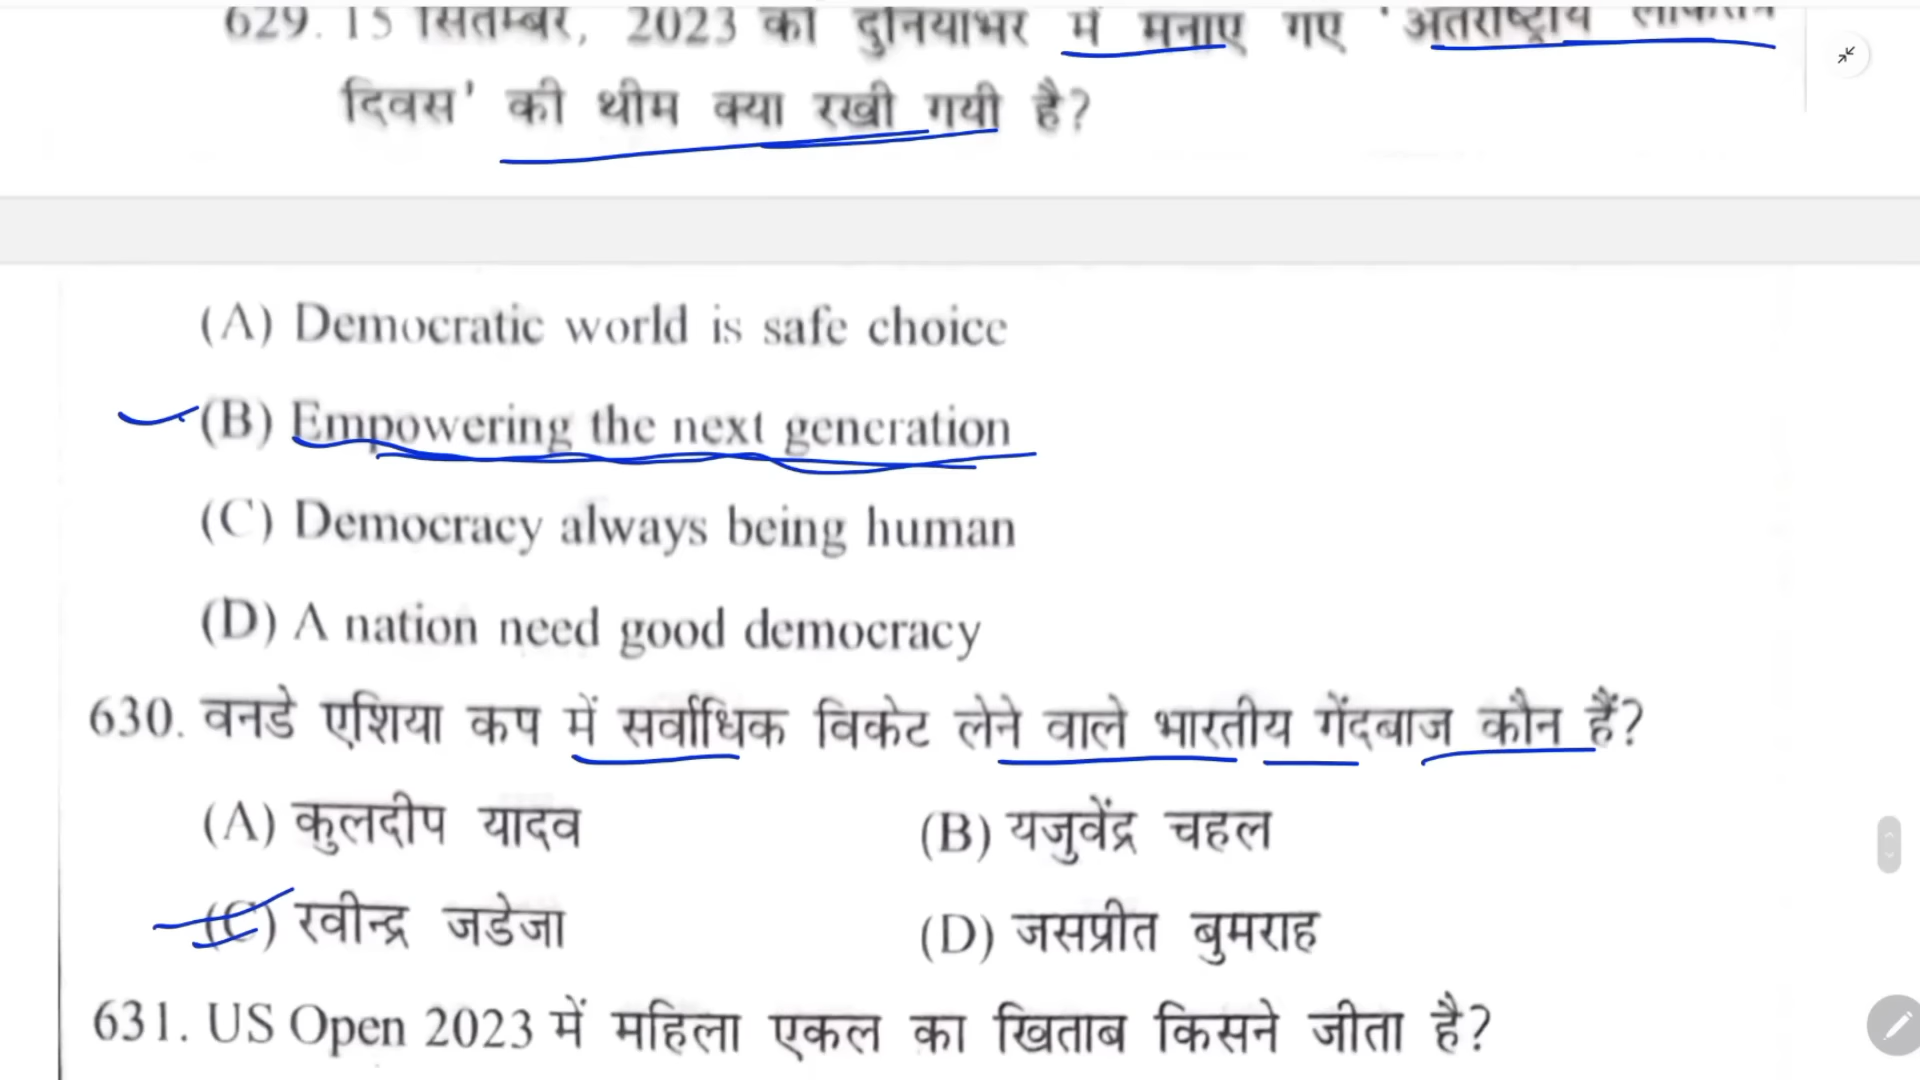 629. 15 सितम्बर, 2023 को दुनियाभर में मनाए गए 'अंतर्राष्ट्रीय लोकतंत्र
दिवस' की थीम क्या रखी गयी है?
(A) Democratic world is safe choice
(B) Empowering the next generation
(C) Democracy always being human
(D) A nation need good democracy
630. वनडे एशिया कप में सर्वाधिक विकेट लेने वाले भारतीय गेंदबाज कौन हैं?
(A) कुलदीप यादव (B) यजुवेंद्र चहल
(C) रवीन्द्र जडेजा (D) जसप्रीत बुमराह
631. US Open 2023 में महिला एकल का खिताब किसने जीता है?